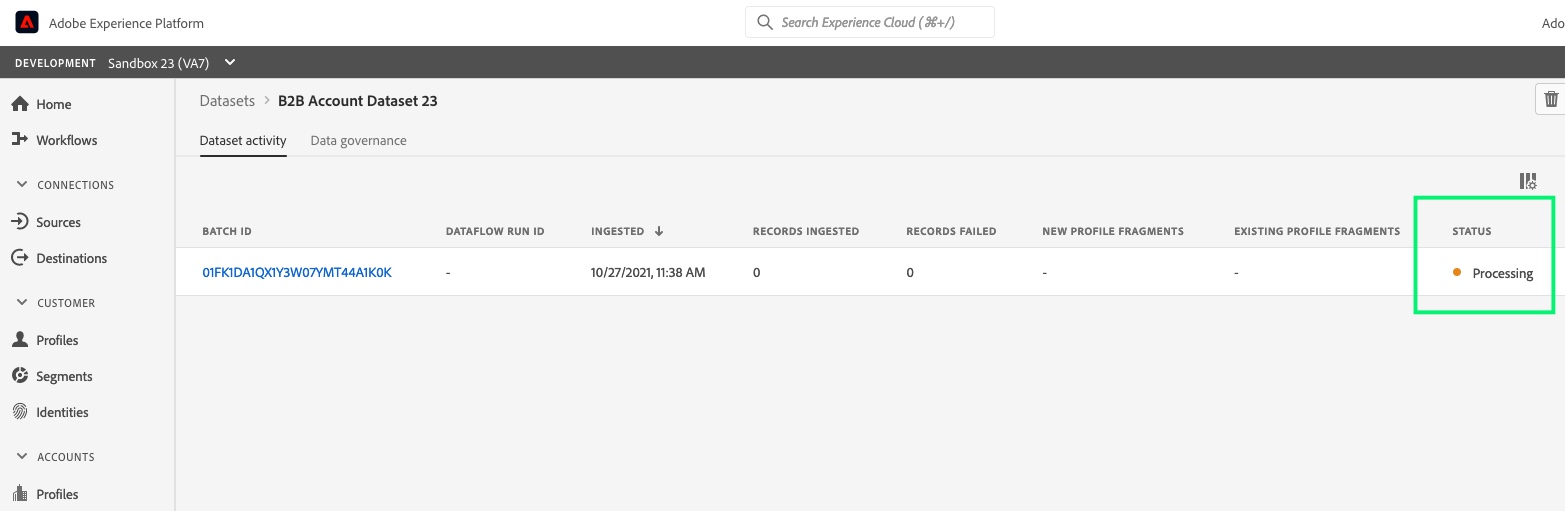 Adobe Experience Platform
Search Experience Cloud (⌘+/)
Ado
DEVELOPMENT Sandbox 23 (VA7)
Home
Workflows
CONNECTIONS
Sources
Destinations
CUSTOMER
Profiles
Segments
Identities
ACCOUNTS
Profiles
Datasets > B2B Account Dataset 23
Dataset activity Data governance
BATCH ID DATAFLOW RUN ID INGESTED ↓ RECORDS INGESTED RECORDS FAILED NEW PROFILE FRAGMENTS EXISTING PROFILE FRAGMENTS STATUS
01FK1DA1QX1Y3W07YMT44A1K0K - 10/27/2021, 11:38 AM 0 0 - - Processing